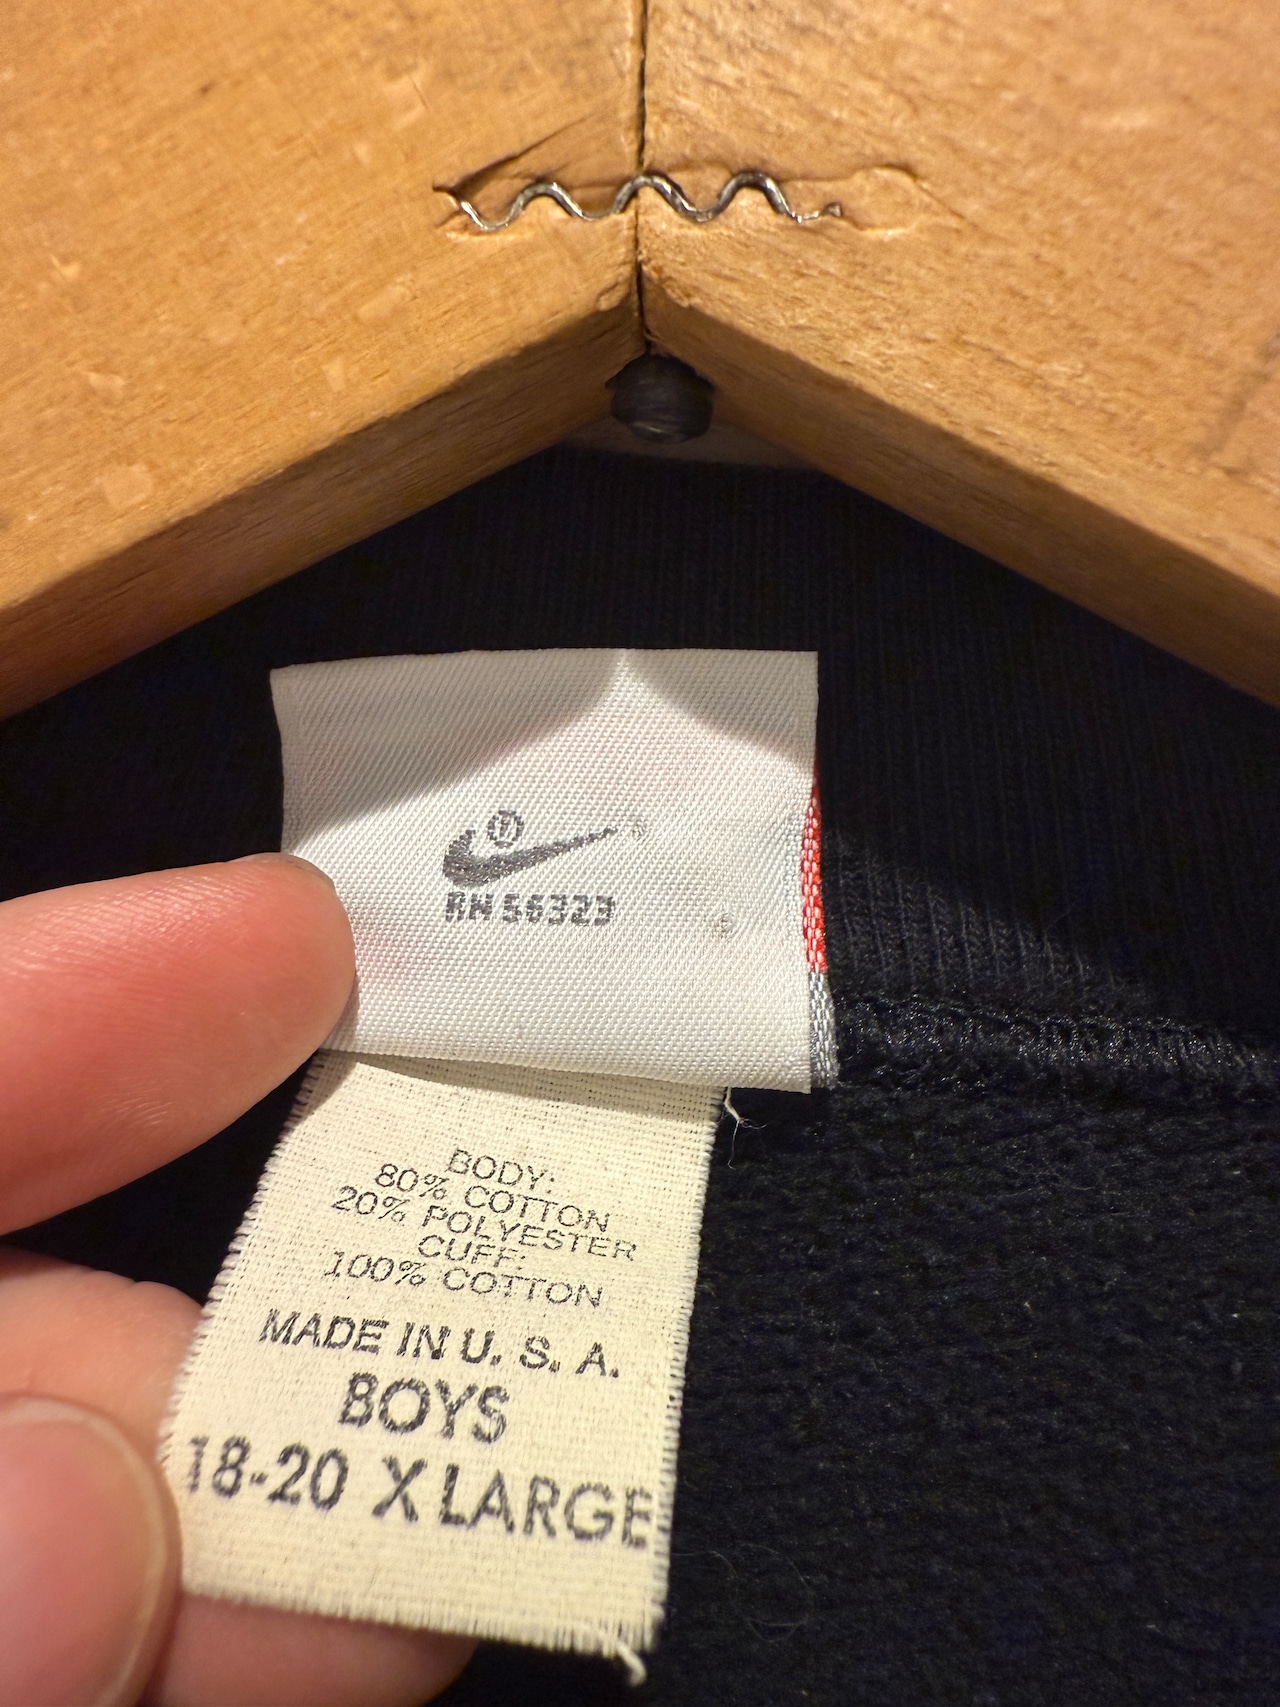 RN 56323
BODY:
80% COTTON
20% POLYESTER
CUFF:
100% COTTON
MADE IN U. S. A.
BOYS
18-20 X LARGE